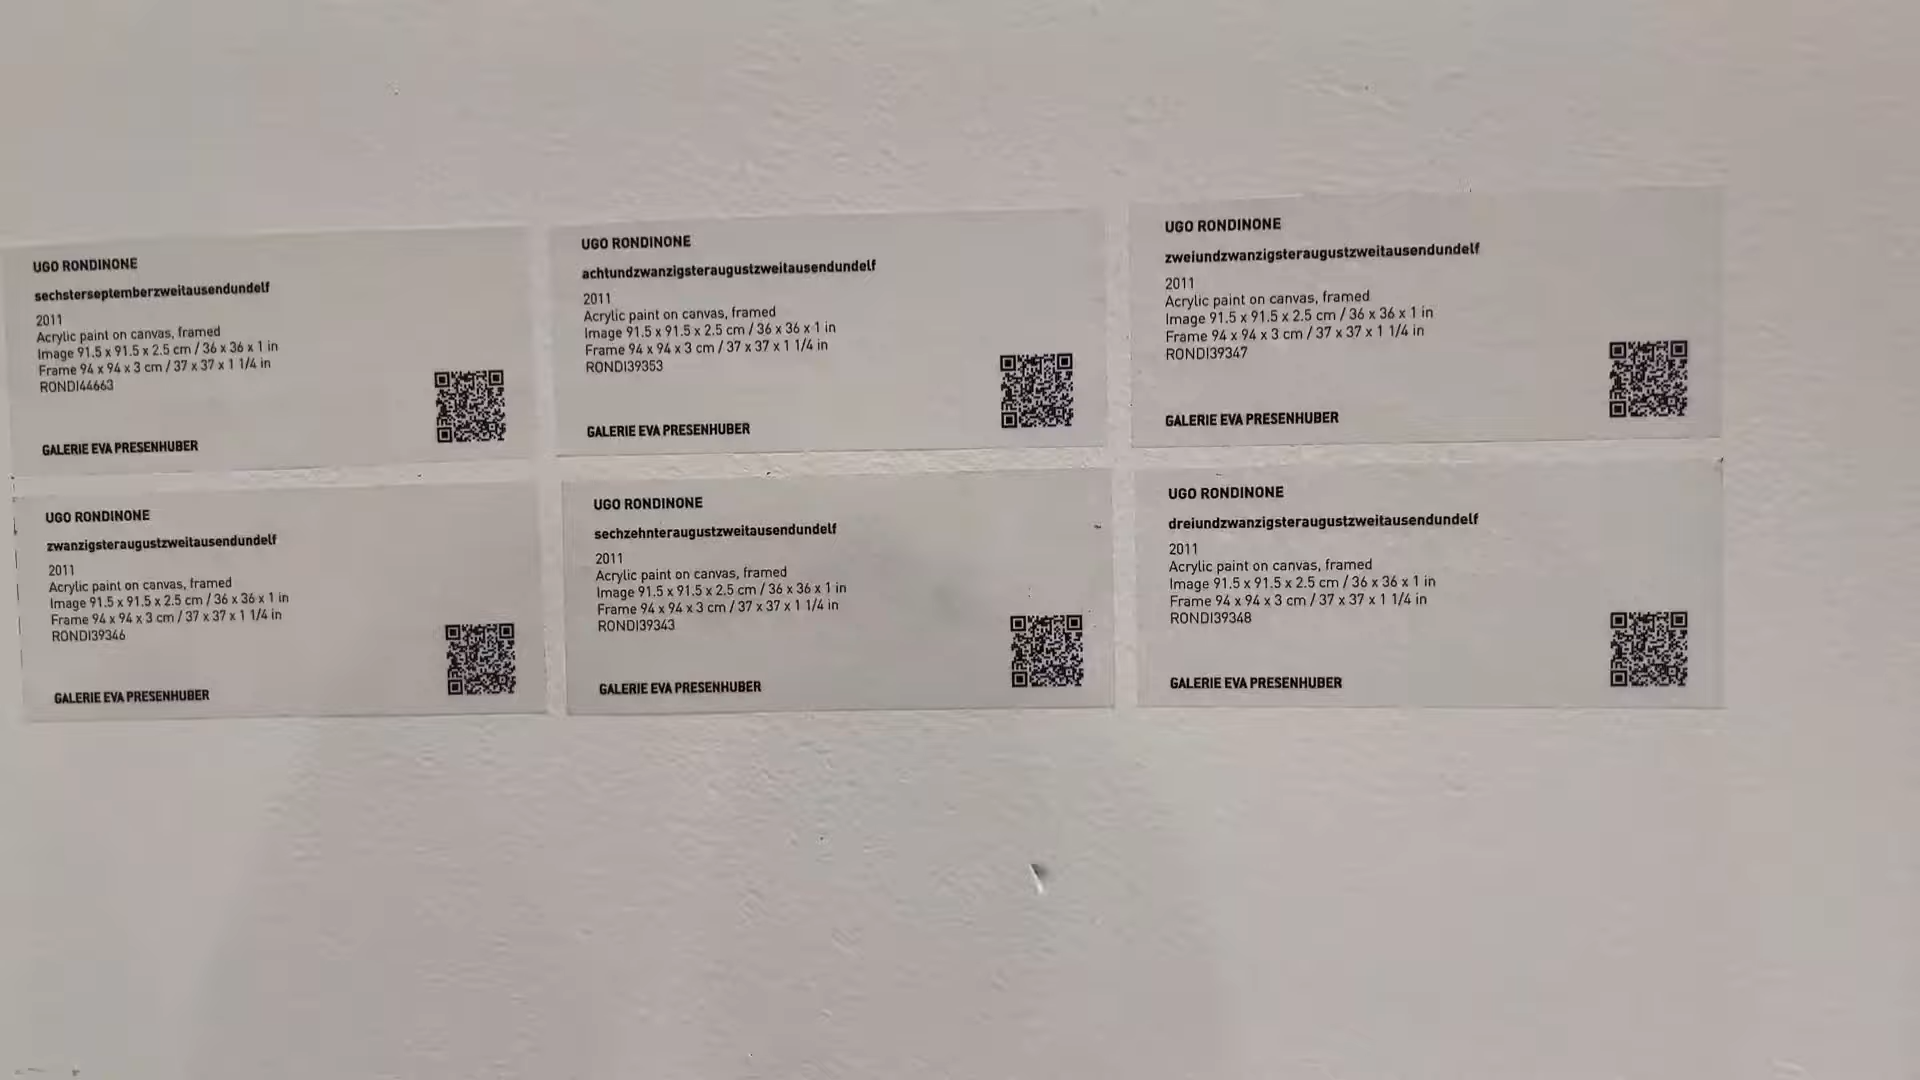 UGO RONDINONE
sechsterseptemberzweitausendundelf
2011
Acrylic paint on canvas, framed
Image 91.5 x 91.5 x 2.5 cm / 36 x 36 x 1 in
Frame 94 x 94 x 3 cm / 37 x 37 x 1 1/4 in
RONDI44663
GALERIE EVA PRESENHUBER
UGO RONDINONE
achtundzwanzigsteraugustzweitausendundelf
2011
Acrylic paint on canvas, framed
Image 91.5 x 91.5 x 2.5 cm / 36 x 36 x 1 in
Frame 94 x 94 x 3 cm / 37 x 37 x 1 1/4 in
RONDI39353
GALERIE EVA PRESENHUBER
UGO RONDINONE
zweiundzwanzigsteraugustzweitausendundelf
2011
Acrylic paint on canvas, framed
Image 91.5 x 91.5 x 2.5 cm / 36 x 36 x 1 in
Frame 94 x 94 x 3 cm / 37 x 37 x 1 1/4 in
RONDI39347
GALERIE EVA PRESENHUBER
UGO RONDINONE
zwanzigsteraugustzweitausendundelf
2011
Acrylic paint on canvas, framed
Image 91.5 x 91.5 x 2.5 cm / 36 x 36 x 1 in
Frame 94 x 94 x 3 cm / 37 x 37 x 1 1/4 in
RONDI39346
GALERIE EVA PRESENHUBER
UGO RONDINONE
sechzehnteraugustzweitausendundelf
2011
Acrylic paint on canvas, framed
Image 91.5 x 91.5 x 2.5 cm / 36 x 36 x 1 in
Frame 94 x 94 x 3 cm / 37 x 37 x 1 1/4 in
RONDI39343
GALERIE EVA PRESENHUBER
UGO RONDINONE
dreiundzwanzigsteraugustzweitausendundelf
2011
Acrylic paint on canvas, framed
Image 91.5 x 91.5 x 2.5 cm / 36 x 36 x 1 in
Frame 94 x 94 x 3 cm / 37 x 37 x 1 1/4 in
RONDI39348
GALERIE EVA PRESENHUBER